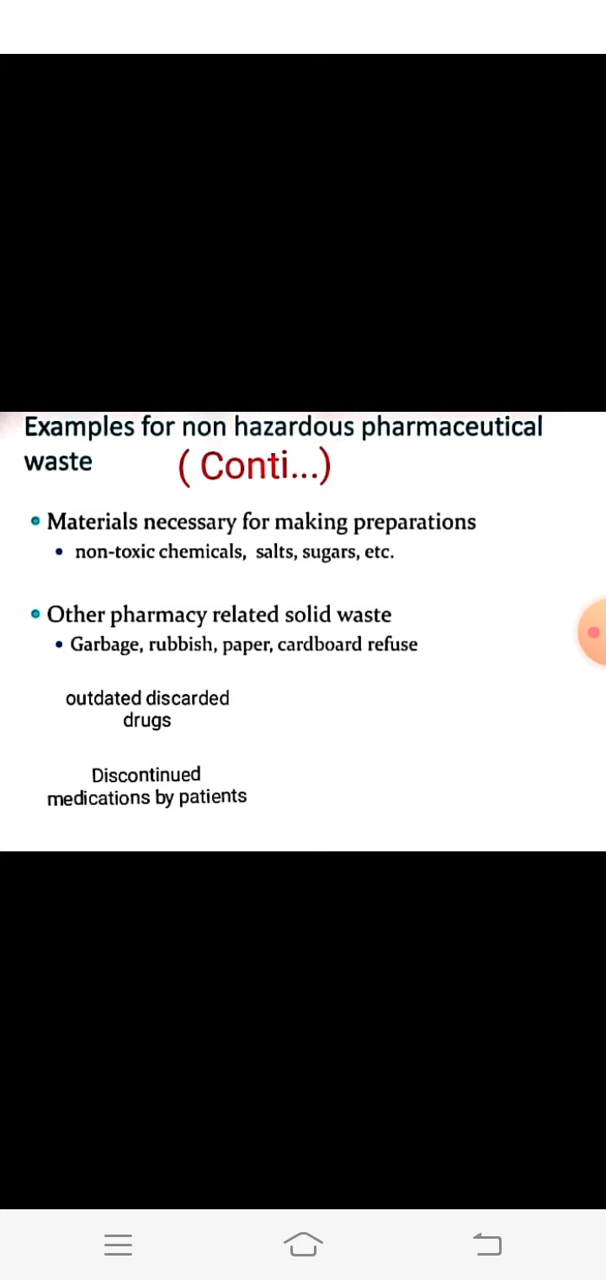 Examples for non hazardous pharmaceutical
waste (Conti...)
• Materials necessary for making preparations
• non-toxic chemicals, salts, sugars, etc.
• Other pharmacy related solid waste
• Garbage, rubbish, paper, cardboard refuse
outdated discarded
drugs
Discontinued
medications by patients